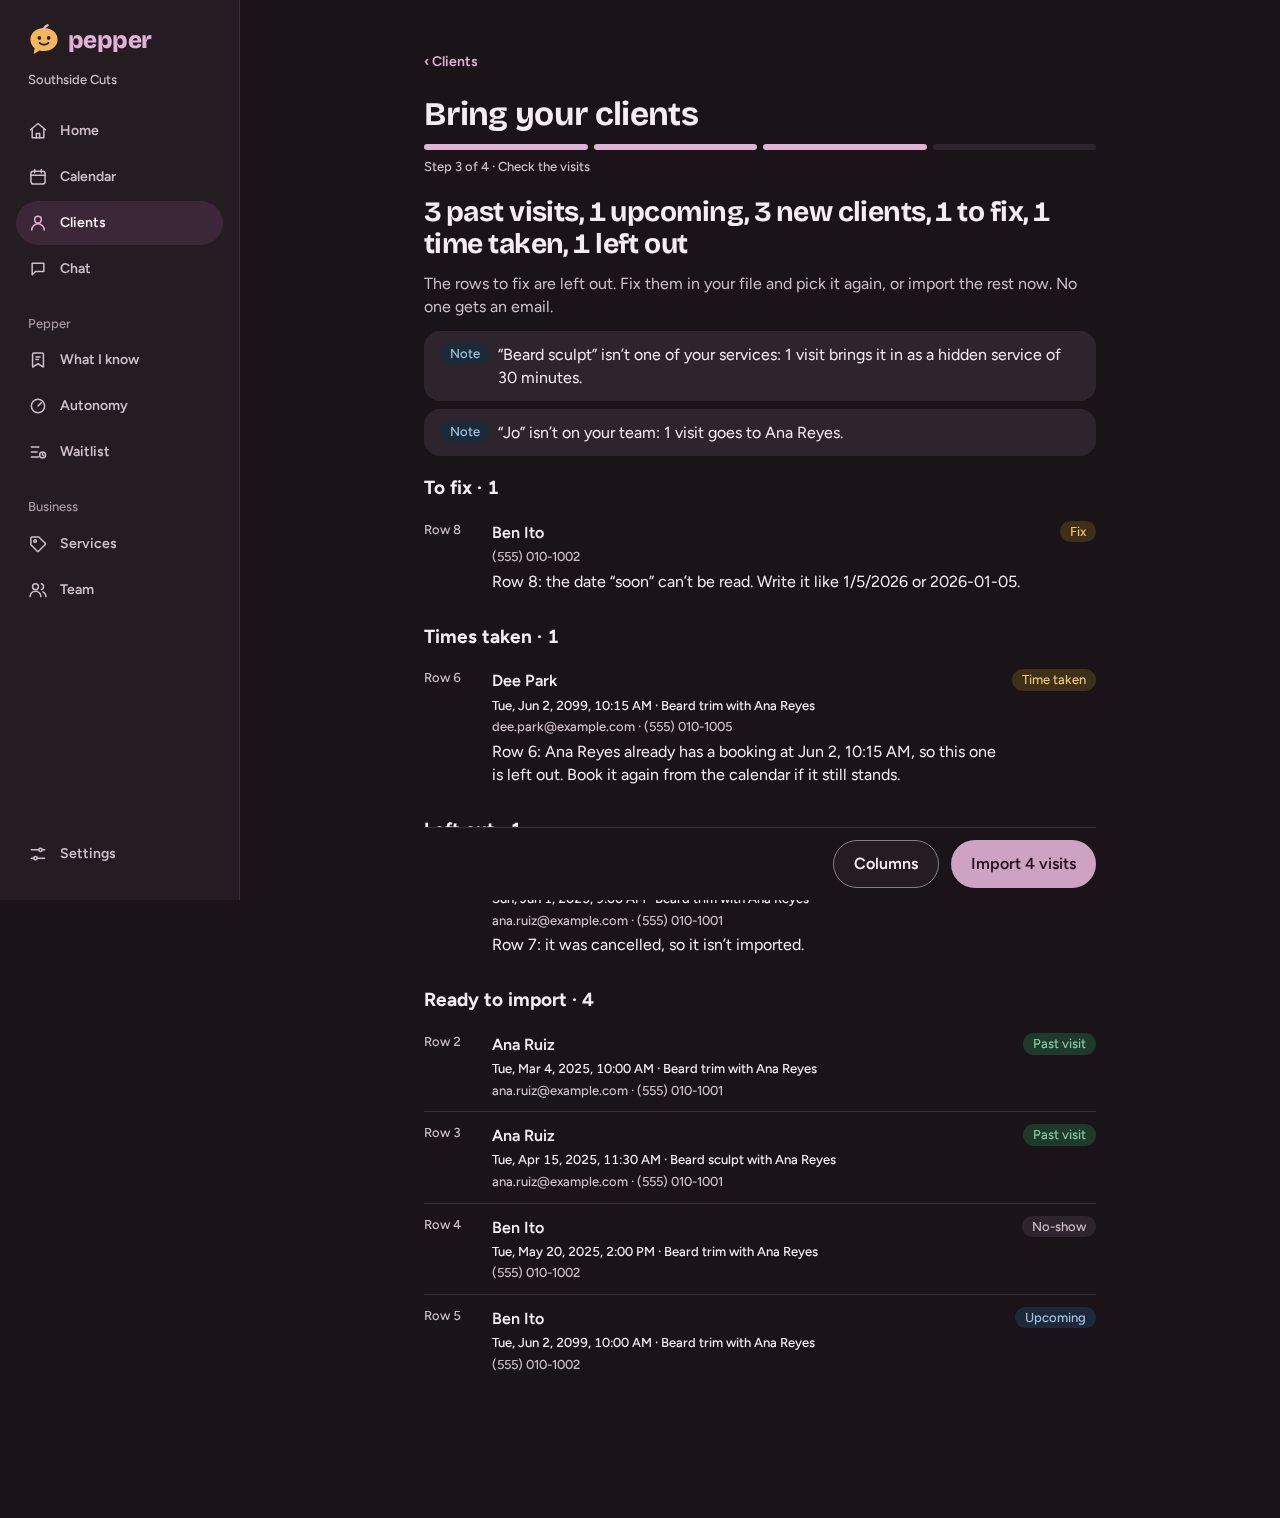 pepper
Southside Cuts
Home
Calendar
Clients
Chat
Pepper
What I know
Autonomy
Waitlist
Business
Services
Team
Settings
‹ Clients
Bring your clients
Step 3 of 4 · Check the visits
3 past visits, 1 upcoming, 3 new clients, 1 to fix, 1
time taken, 1 left out
The rows to fix are left out. Fix them in your file and pick it again, or import the rest now. No
one gets an email.
Note “Beard sculpt” isn’t one of your services: 1 visit brings it in as a hidden service of
30 minutes.
Note “Jo” isn’t on your team: 1 visit goes to Ana Reyes.
To fix · 1
Row 8 Ben Ito Fix
(555) 010-1002
Row 8: the date “soon” can’t be read. Write it like 1/5/2026 or 2026-01-05.
Times taken · 1
Row 6 Dee Park Time taken
Tue, Jun 2, 2099, 10:15 AM · Beard trim with Ana Reyes
dee.park@example.com · (555) 010-1005
Row 6: Ana Reyes already has a booking at Jun 2, 10:15 AM, so this one
is left out. Book it again from the calendar if it still stands.
Left out · 1
Columns Import 4 visits
Sun, Jun 1, 2025, 9:00 AM · Beard trim with Ana Reyes
ana.ruiz@example.com · (555) 010-1001
Row 7: it was cancelled, so it isn’t imported.
Ready to import · 4
Row 2 Ana Ruiz Past visit
Tue, Mar 4, 2025, 10:00 AM · Beard trim with Ana Reyes
ana.ruiz@example.com · (555) 010-1001
Row 3 Ana Ruiz Past visit
Tue, Apr 15, 2025, 11:30 AM · Beard sculpt with Ana Reyes
ana.ruiz@example.com · (555) 010-1001
Row 4 Ben Ito No-show
Tue, May 20, 2025, 2:00 PM · Beard trim with Ana Reyes
(555) 010-1002
Row 5 Ben Ito Upcoming
Tue, Jun 2, 2099, 10:00 AM · Beard trim with Ana Reyes
(555) 010-1002